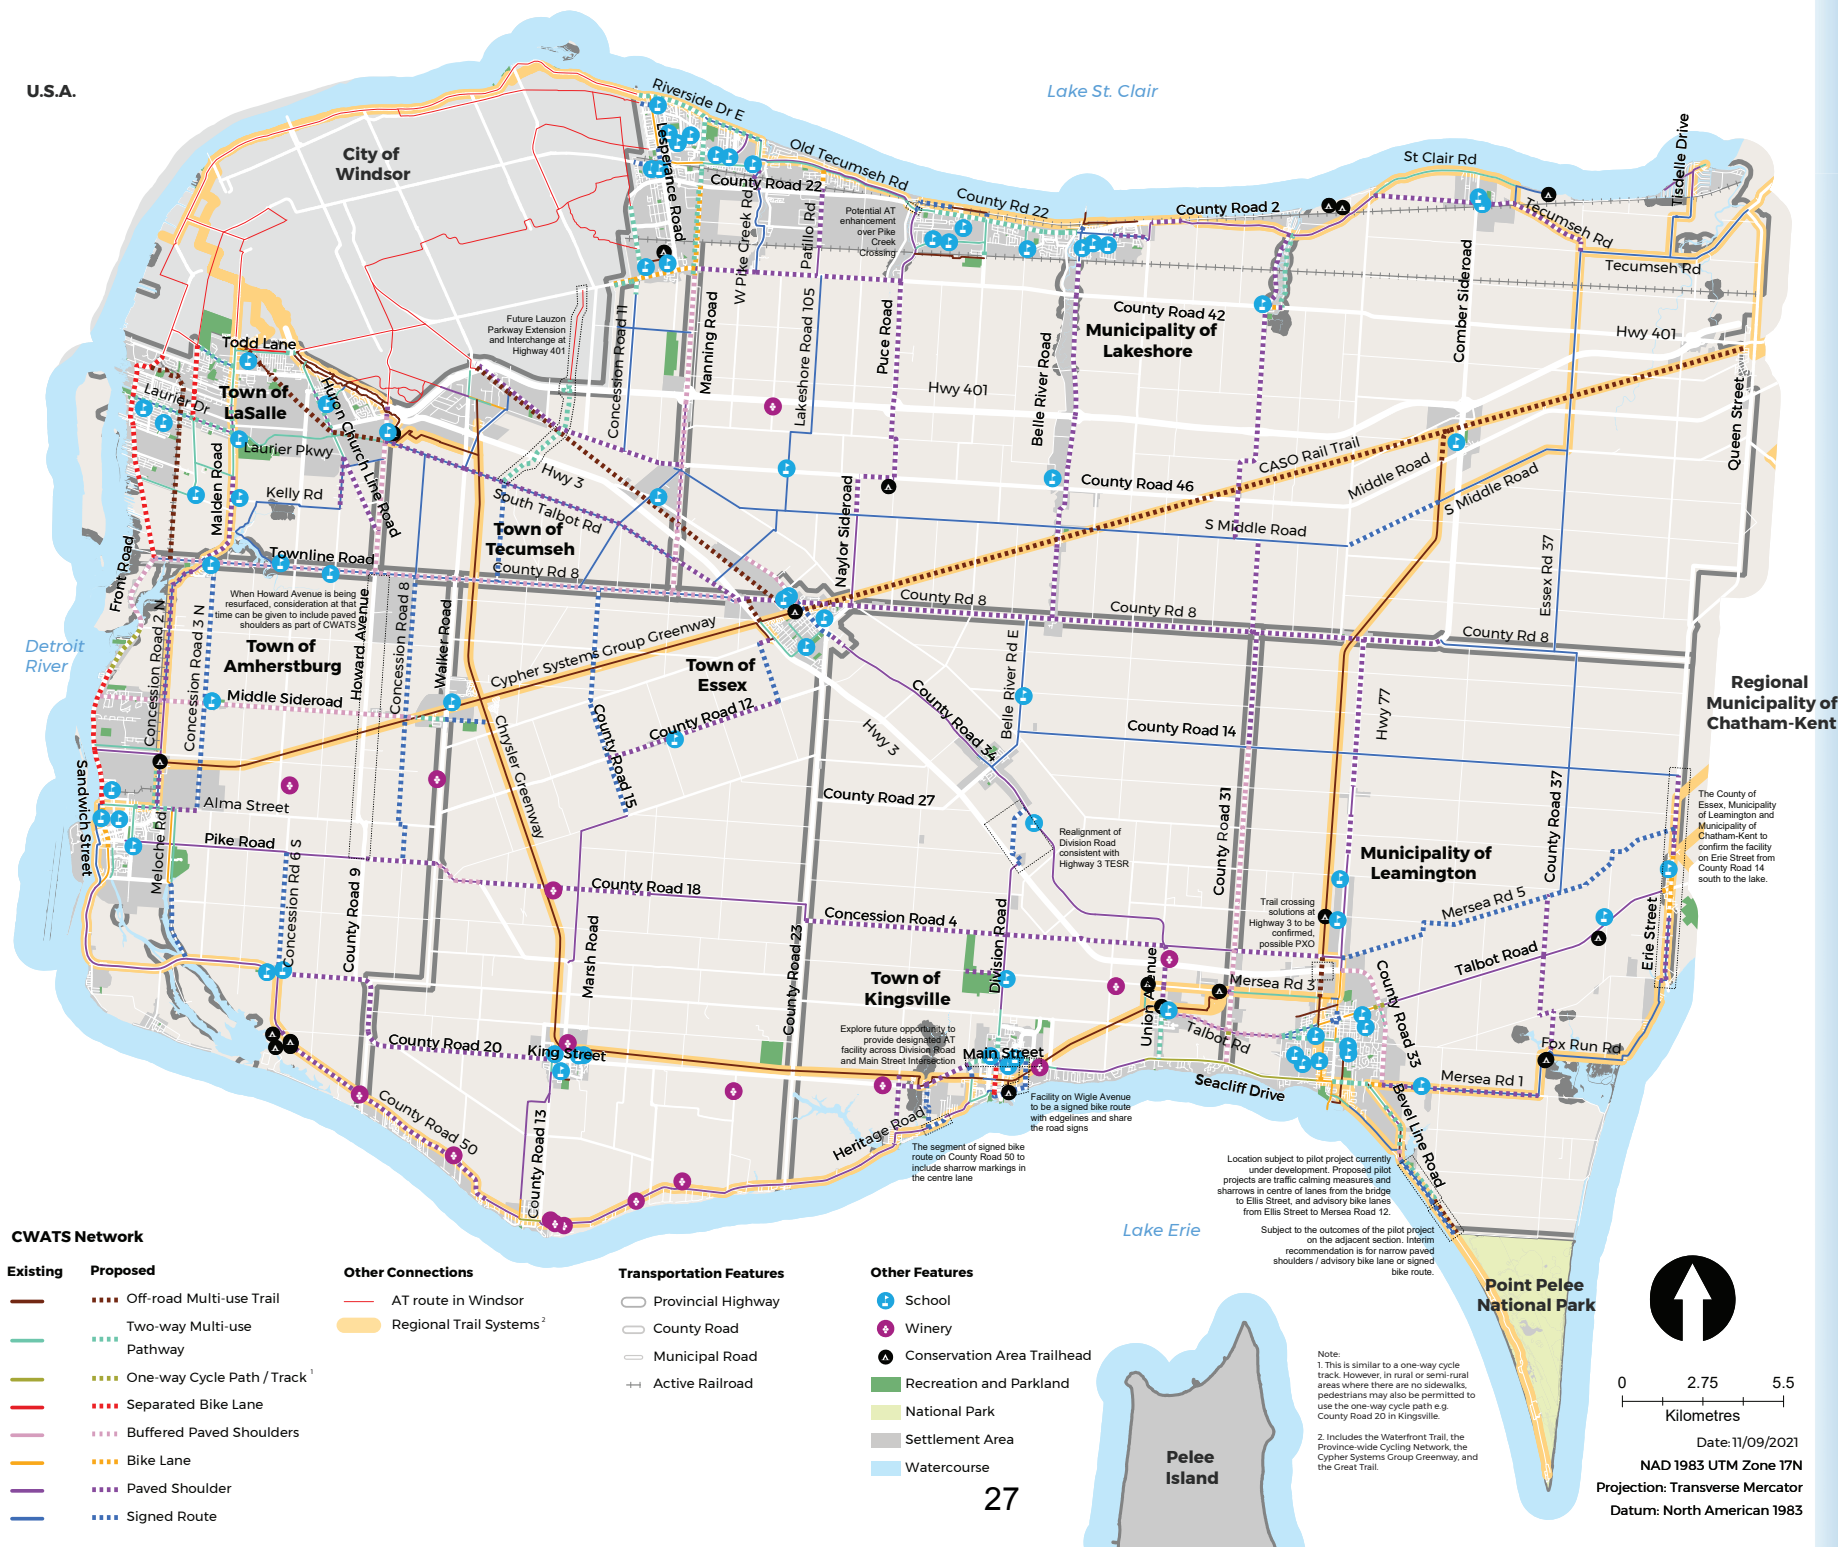 U.S.A.
Lake St. Clair
Riverside Dr E
Lesperance Road
City of
Windsor
Old Tecumseh Rd
St Clair Rd
Tisdelle Drive
County Road 22
County Rd 22
County Road 2
Tecumseh Rd
Tecumseh Rd
W Pike Creek Rd
Patillo Rd
Potential AT
enhancement
over Pike
Creek
Crossing
Todd Lane
Future Lauzon
Parkway Extension
and Interchange at
Highway 401
Concession Road 11
Manning Road
Lakeshore Road 105
Puce Road
Belle River Road
County Road 42
Municipality of
Lakeshore
Comber Sideroad
Hwy 401
Hwy 401
Queen Street
Laurier Dr
Town of
LaSalle
Huron Church Line Road
Laurier Pkwy
Malden Road
Kelly Rd
Hwy 3
South Talbot Rd
Town of
Tecumseh
Naylor Sideroad
County Road 46
CASO Rail Trail
Middle Road
S Middle Road
S Middle Road
Front Road
Townline Road
County Rd 8
County Rd 8
County Rd 8
County Rd 8
Essex Rd 37
When Howard Avenue is being
resurfaced, consideration at that
time can be given to include paved
shoulders as part of CWATS
Detroit
River
Town of
Amherstburg
Concession Road 2 N
Concession Road 3 N
Howard Avenue
Concession Road 8
Walker Road
Cypher Systems Group Greenway
Town of
Essex
Middle Sideroad
County Road 12
County Road 15
County Road 34
Belle River Rd E
County Road 14
Hwy 77
Regional
Municipality of
Chatham-Kent
Hwy 3
Chrysler Greenway
Sandwich Street
Alma Street
Pike Road
Meloche Rd
County Road 27
County Road 31
County Road 37
Realignment of
Division Road
consistent with
Highway 3 TESR
Municipality of
Leamington
The County of
Essex, Municipality
of Leamington and
Municipality of
Chatham-Kent to
confirm the facility
on Erie Street from
County Road 14
south to the lake.
Concession Rd 6 S
County Road 9
County Road 18
Concession Road 4
Trail crossing
solutions at
Highway 3 to be
confirmed,
possible PXO
Mersea Rd 5
Talbot Road
Erie Street
Marsh Road
County Road 23
Town of
Kingsville
Division Road
Union Avenue
Mersea Rd 3
County Road 33
Talbot Rd
Fox Run Rd
County Road 20
King Street
Explore future opportunity to
provide designated AT
facility across Division Road
and Main Street Intersection
Main Street
Seacliff Drive
Mersea Rd 1
Bevel Line Road
County Road 50
County Road 13
Heritage Road
Facility on Wigle Avenue
to be a signed bike route
with edgelines and share
the road signs
The segment of signed bike
route on County Road 50 to
include sharrow markings in
the centre lane
Location subject to pilot project currently
under development. Proposed pilot
projects are traffic calming measures and
sharrows in centre of lanes from the bridge
to Ellis Street, and advisory bike lanes
from Ellis Street to Mersea Road 12.
Subject to the outcomes of the pilot project
on the adjacent section. Interim
recommendation is for narrow paved
shoulders / advisory bike lane or signed
bike route.
Lake Erie
Point Pelee
National Park
Pelee
Island
CWATS Network
Existing
Proposed
Off-road Multi-use Trail
Two-way Multi-use
Pathway
One-way Cycle Path / Track 1
Separated Bike Lane
Buffered Paved Shoulders
Bike Lane
Paved Shoulder
Signed Route
Other Connections
AT route in Windsor
Regional Trail Systems 2
Transportation Features
Provincial Highway
County Road
Municipal Road
Active Railroad
Other Features
School
Winery
Conservation Area Trailhead
Recreation and Parkland
National Park
Settlement Area
Watercourse
27
Note:
1. This is similar to a one-way cycle
track. However, in rural or semi-rural
areas where there are no sidewalks,
pedestrians may also be permitted to
use the one-way cycle path e.g.
County Road 20 in Kingsville.
2. Includes the Waterfront Trail, the
Province-wide Cycling Network, the
Cypher Systems Group Greenway, and
the Great Trail.
0 2.75 5.5
Kilometres
Date: 11/09/2021
NAD 1983 UTM Zone 17N
Projection: Transverse Mercator
Datum: North American 1983